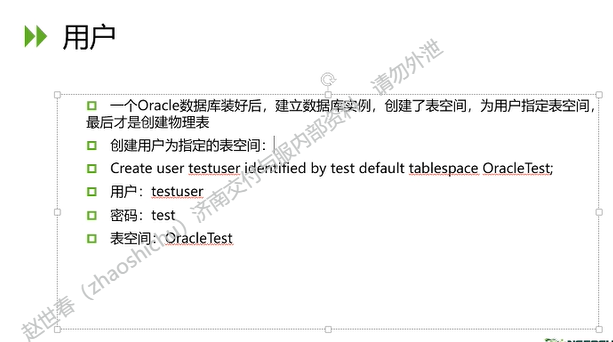 用户
一个Oracle数据库装好后，建立数据库实例，创建了表空间，为用户指定表空间，
最后才是创建物理表
创建用户为指定的表空间：
Create user testuser identified by test default tablespace OracleTest;
用户：testuser
密码：test
表空间：OracleTest
赵世春（zhaoshichu）济南交付与服内部资料，请勿外泄